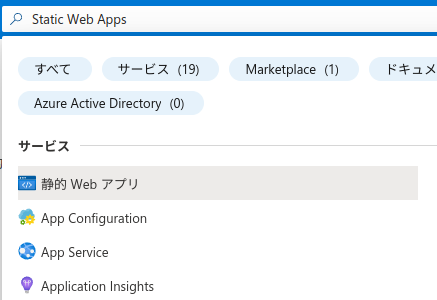 Static Web Apps
すべて サービス (19) Marketplace (1) ドキュメ
Azure Active Directory (0)
サービス
静的 Web アプリ
App Configuration
App Service
Application Insights